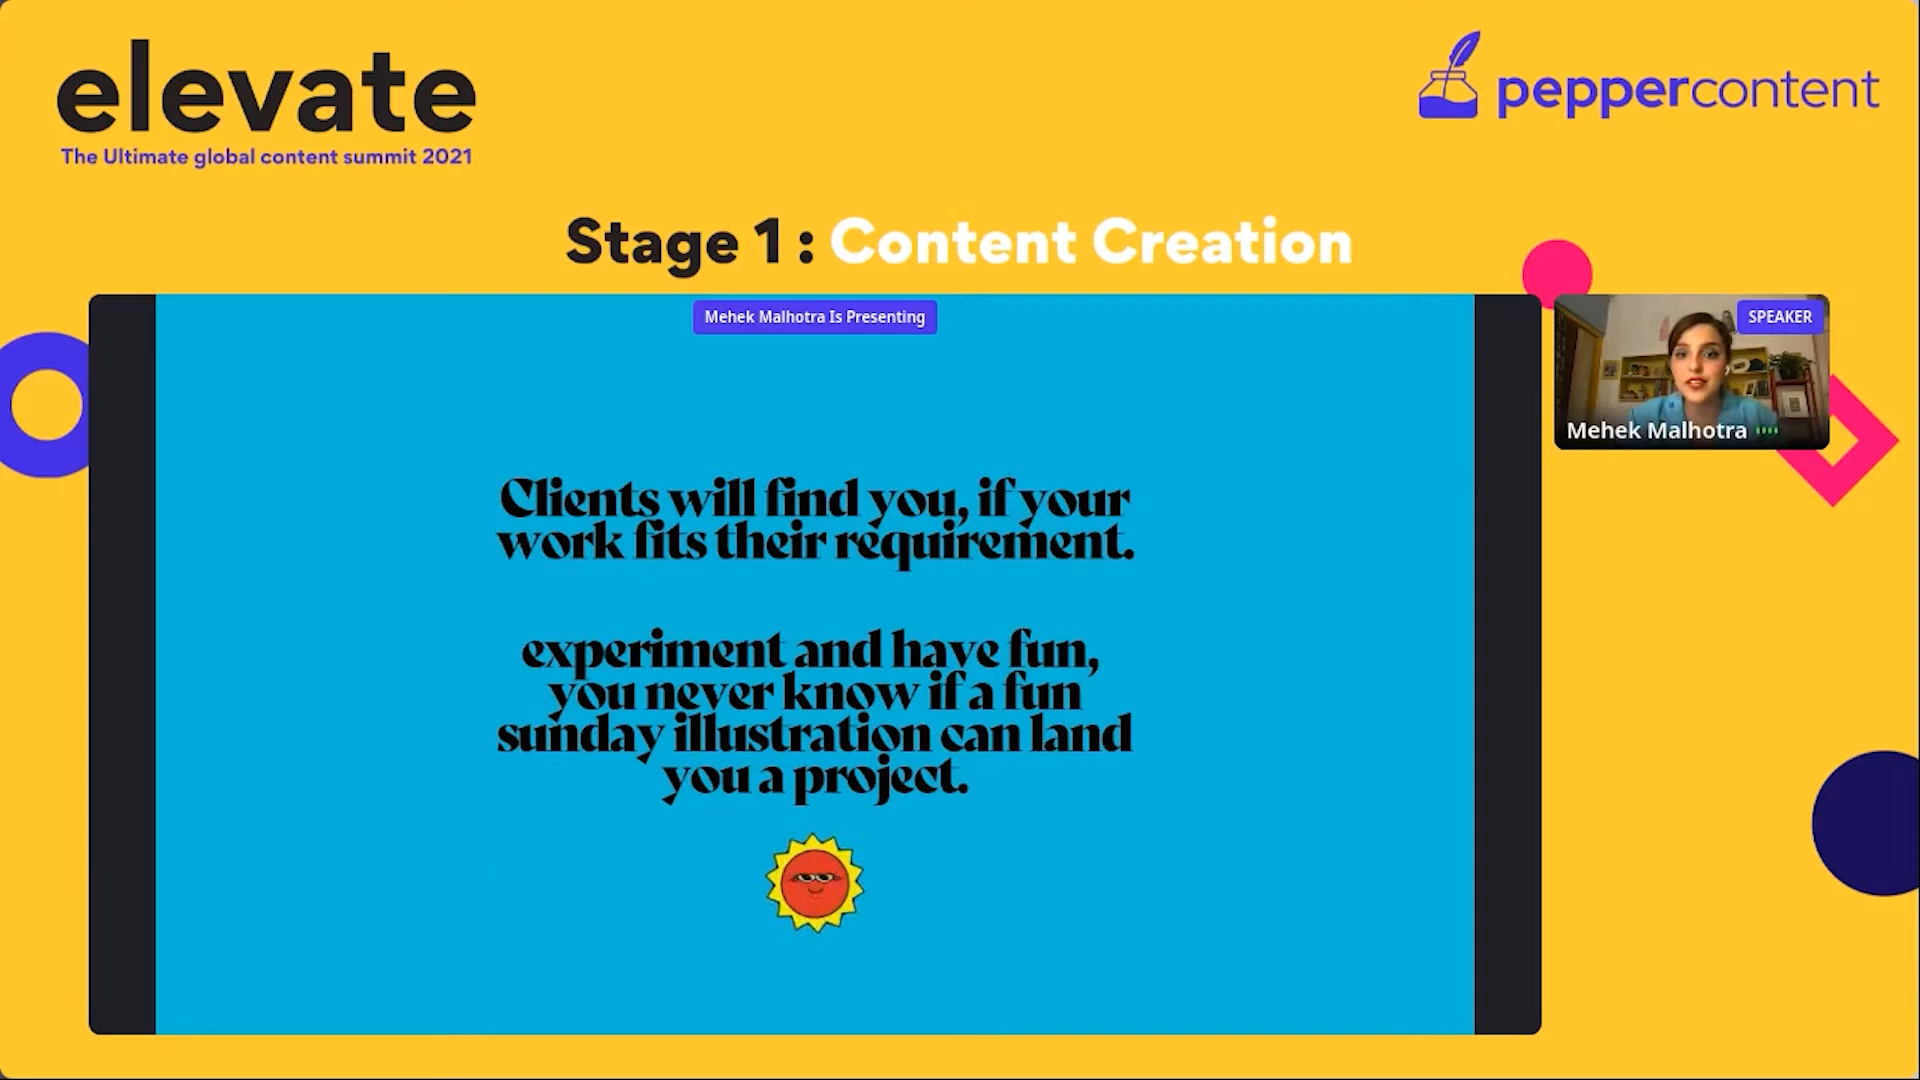 elevate
The Ultimate global content summit 2021
peppercontent
Stage 1 : Content Creation
Mehek Malhotra Is Presenting
SPEAKER
Mehek Malhotra
Clients will find you, if your
work fits their requirement.
experiment and have fun,
you never know if a fun
sunday illustration can land
you a project.